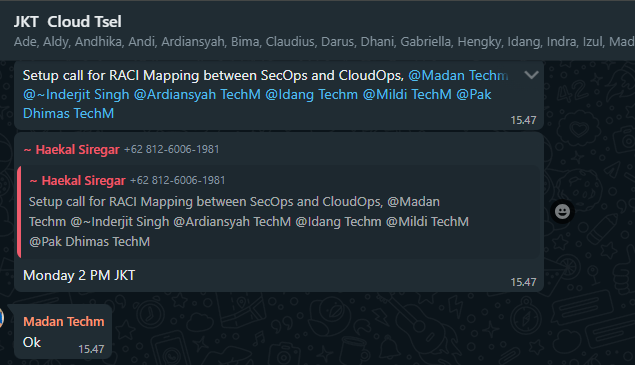 JKT Cloud Tsel
Ade, Aldy, Andhika, Andi, Ardiansyah, Bima, Claudius, Darus, Dhani, Gabriella, Hengky, Idang, Indra, Izul, Mad
Setup call for RACI Mapping between SecOps and CloudOps, @Madan Techm
@~Inderjit Singh @Ardiansyah TechM @Idang Techm @Mildi TechM @Pak
Dhimas TechM
15.47
~ Haekal Siregar +62 812-6006-1981
~ Haekal Siregar +62 812-6006-1981
Setup call for RACI Mapping between SecOps and CloudOps, @Madan
Techm @~Inderjit Singh @Ardiansyah TechM @Idang Techm @Mildi TechM
@Pak Dhimas TechM
Monday 2 PM JKT
15.47
Madan Techm
Ok
15.47